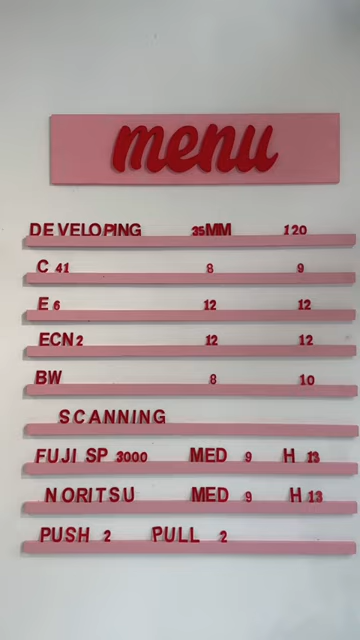 menu
DEVELOPING 35MM 120
C 41 8 9
E 6 12 12
ECN 2 12 12
BW 8 10
SCANNING
FUJI SP 3000 MED 9 H 13
NORITSU MED 9 H 13
PUSH 2 PULL 2